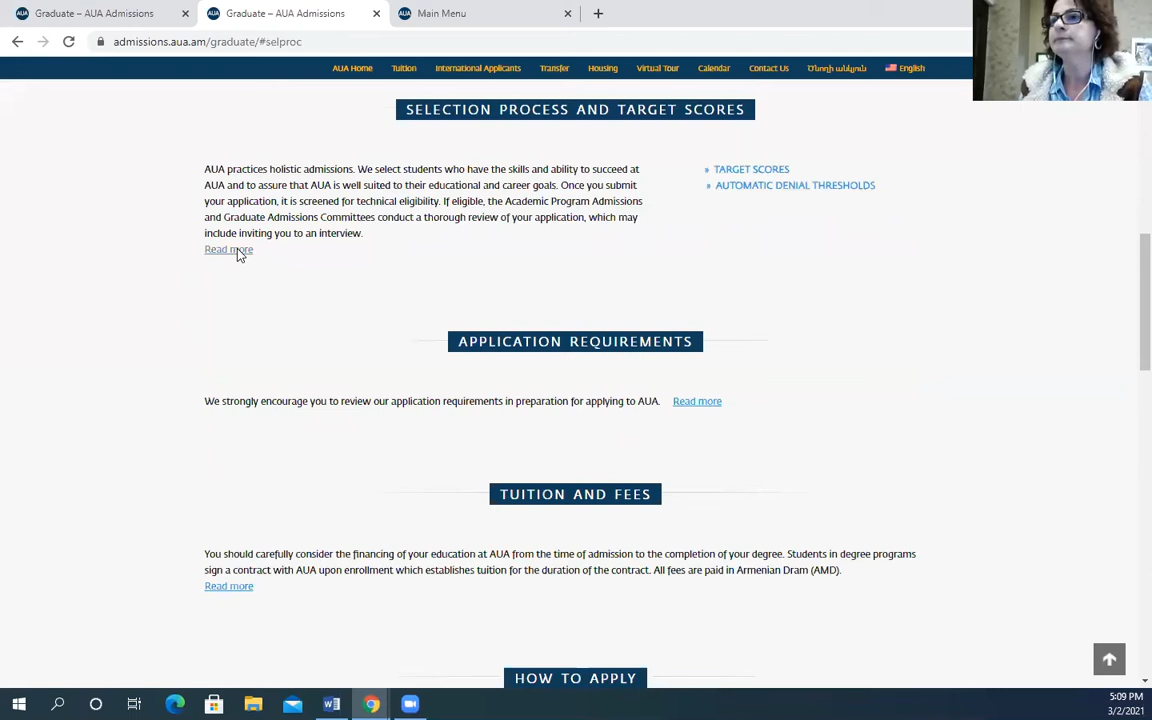 Graduate – AUA Admissions
Graduate – AUA Admissions
Main Menu
admissions.aua.am/graduate/#selproc
AUA Home Tuition International Applicants Transfer Housing Virtual Tour Calendar Contact Us Ծնողի անկյուն English
SELECTION PROCESS AND TARGET SCORES
AUA practices holistic admissions. We select students who have the skills and ability to succeed at
AUA and to assure that AUA is well suited to their educational and career goals. Once you submit
your application, it is screened for technical eligibility. If eligible, the Academic Program Admissions
and Graduate Admissions Committees conduct a thorough review of your application, which may
include inviting you to an interview.
Read more
» TARGET SCORES
» AUTOMATIC DENIAL THRESHOLDS
APPLICATION REQUIREMENTS
We strongly encourage you to review our application requirements in preparation for applying to AUA. Read more
TUITION AND FEES
You should carefully consider the financing of your education at AUA from the time of admission to the completion of your degree. Students in degree programs
sign a contract with AUA upon enrollment which establishes tuition for the duration of the contract. All fees are paid in Armenian Dram (AMD).
Read more
HOW TO APPLY
5:09 PM
3/2/2021